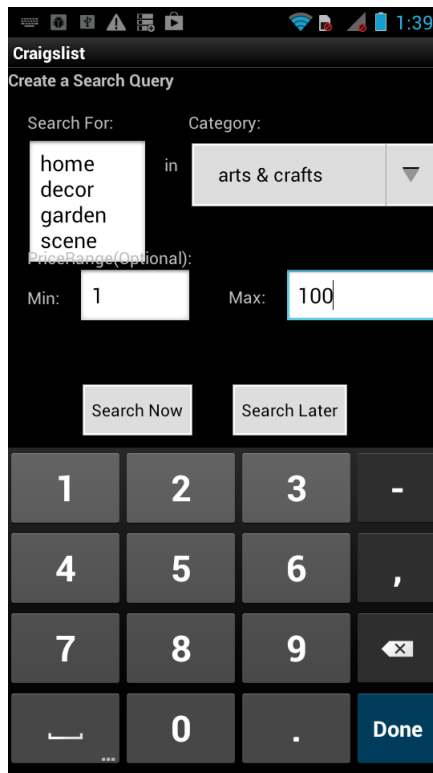 1:39
Craigslist
Create a Search Query
Search For:
Category:
home
decor
garden
scene
in
arts & crafts
PriceRange(Optional):
Min:
1
Max:
100
Search Now
Search Later
1
2
3
-
4
5
6
,
7
8
9
0
.
Done